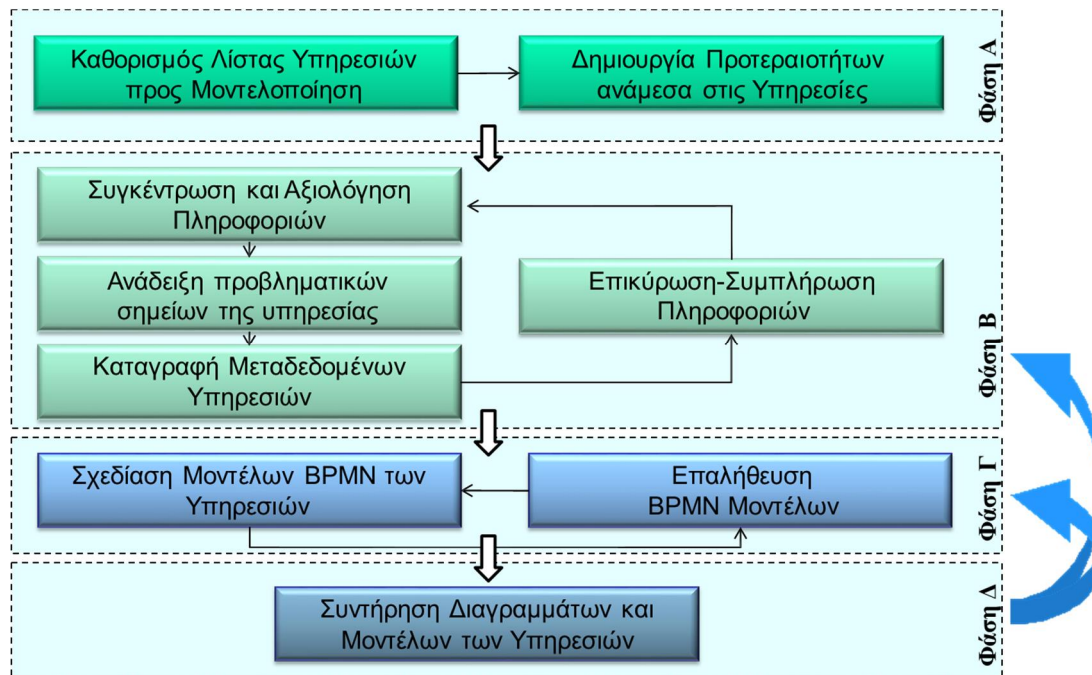 Καθορισμός Λίστας Υπηρεσιών
προς Μοντελοποίηση
Δημιουργία Προτεραιοτήτων
ανάμεσα στις Υπηρεσίες
Φάση Α
Συγκέντρωση και Αξιολόγηση
Πληροφοριών
Ανάδειξη προβληματικών
σημείων της υπηρεσίας
Καταγραφή Μεταδεδομένων
Υπηρεσιών
Επικύρωση-Συμπλήρωση
Πληροφοριών
Φάση Β
Σχεδίαση Μοντέλων BPMN των
Υπηρεσιών
Επαλήθευση
BPMN Μοντέλων
Φάση Γ
Συντήρηση Διαγραμμάτων και
Μοντέλων των Υπηρεσιών
Φάση Δ